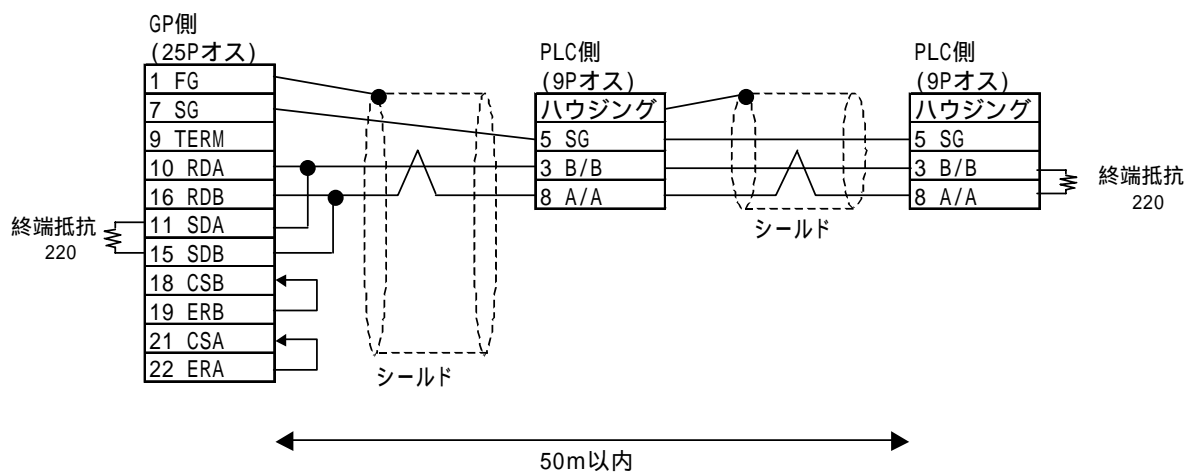 GP側
(25Pオス)
1 FG
7 SG
9 TERM
10 RDA
16 RDB
11 SDA
15 SDB
18 CSB
19 ERB
21 CSA
22 ERA
終端抵抗
220
シールド
PLC側
(9Pオス)
ハウジング
5 SG
3 B/B
8 A/A
シールド
PLC側
(9Pオス)
ハウジング
5 SG
3 B/B
8 A/A
終端抵抗
220
50m以内